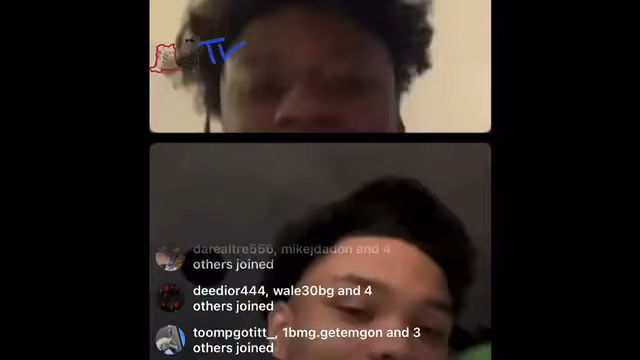 TV
darealtre556, mikejdadon and 4
others joined
deedior444, wale30bg and 4
others joined
toompgotitt_, 1bmg.getemgon and 3
others joined